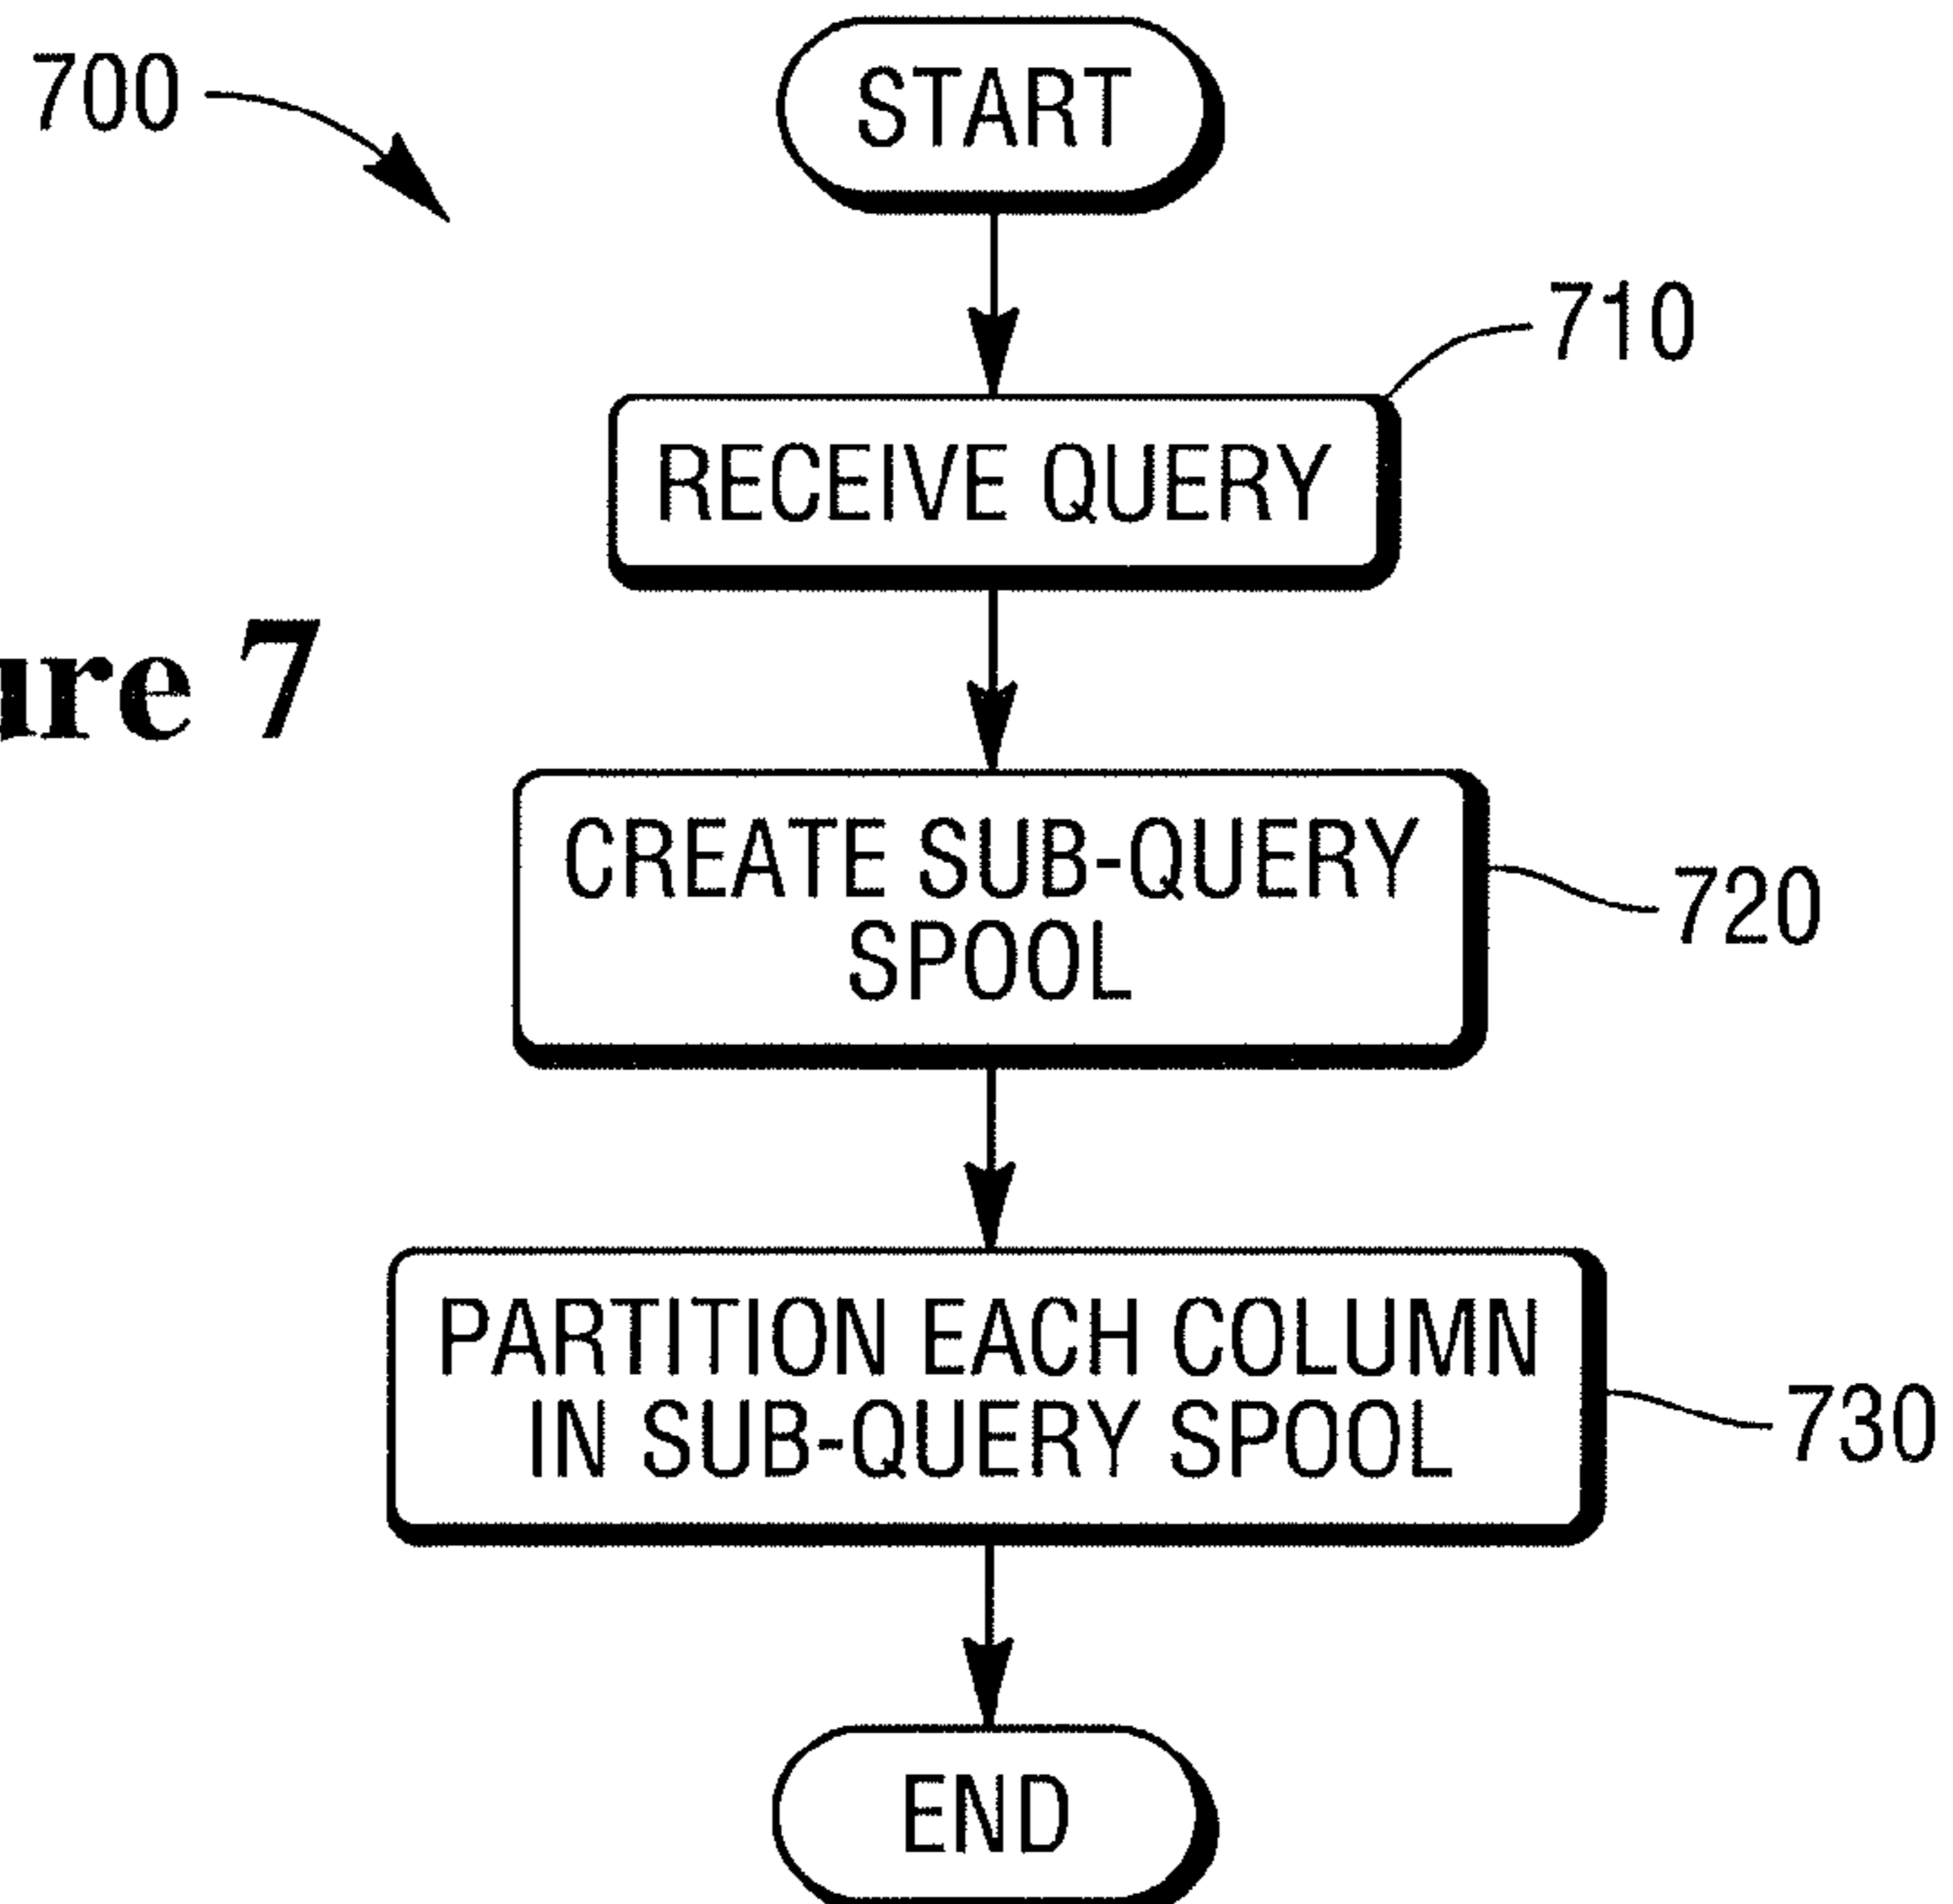 700
START
710
RECEIVE QUERY
ure 7
CREATE SUB-QUERY
SPOOL
720
PARTITION EACH COLUMN
IN SUB-QUERY SPOOL
730
END